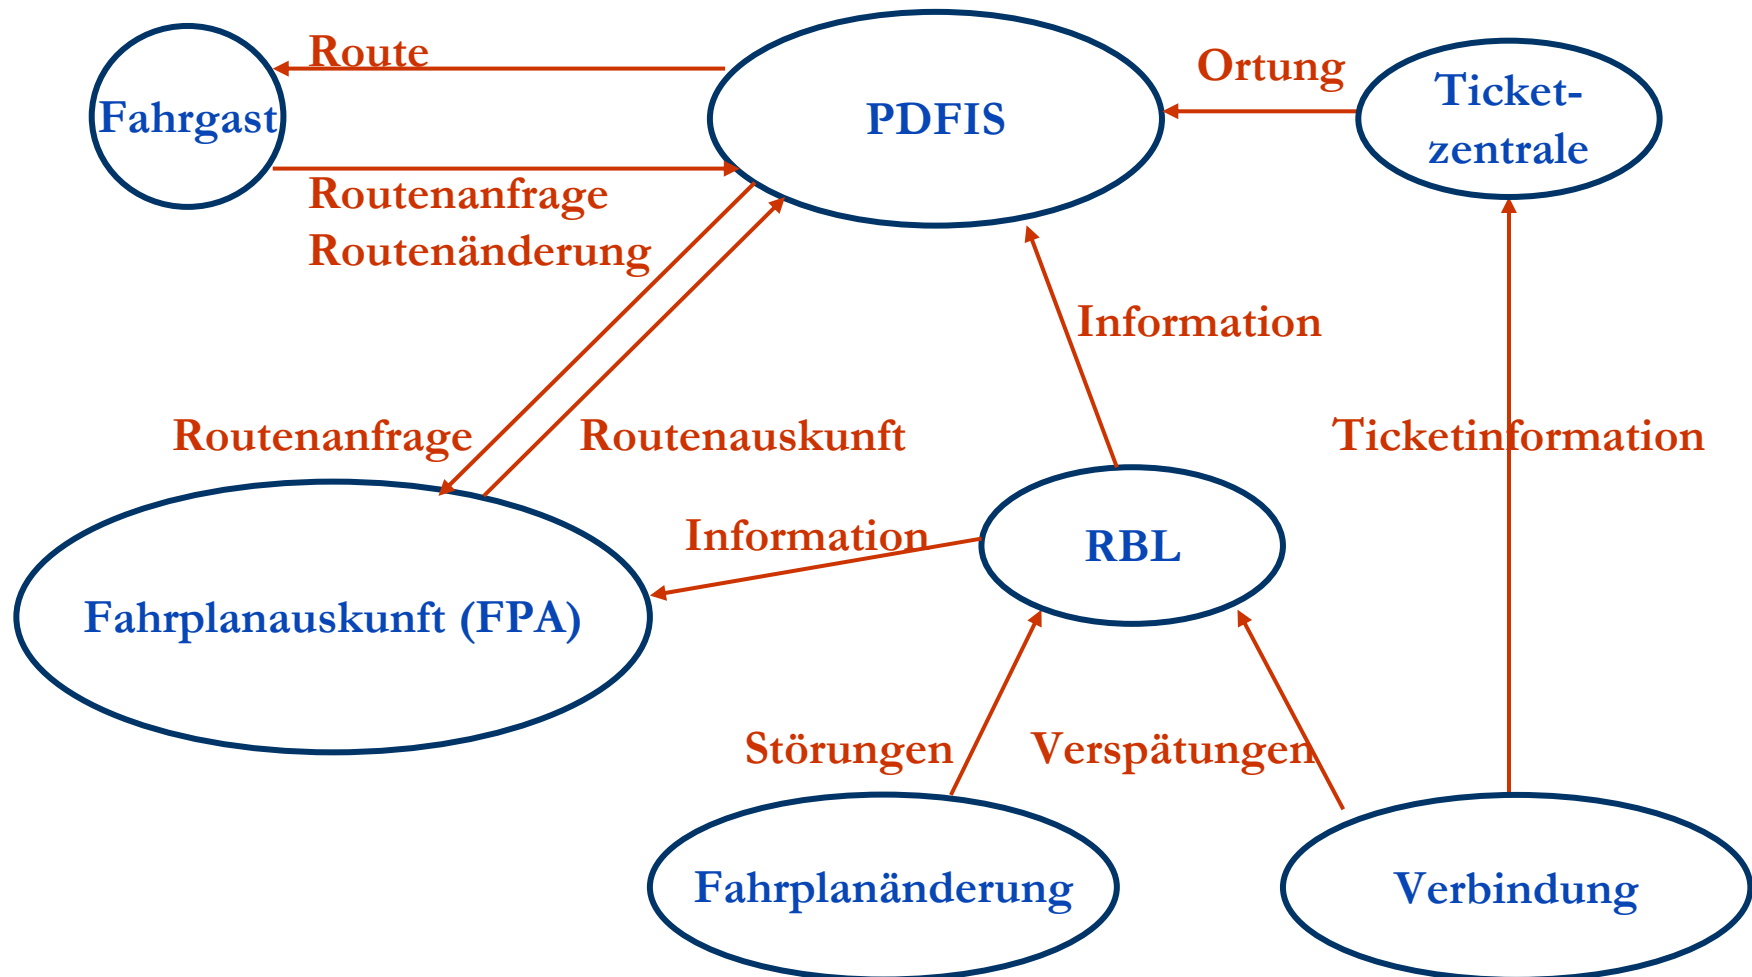 Route
Fahrgast
PDFIS
Ortung
Ticket-
zentrale
Routenanfrage
Routenänderung
Information
Routenanfrage
Routenauskunft
Ticketinformation
Information
RBL
Fahrplanauskunft (FPA)
Störungen
Verspätungen
Fahrplanänderung
Verbindung